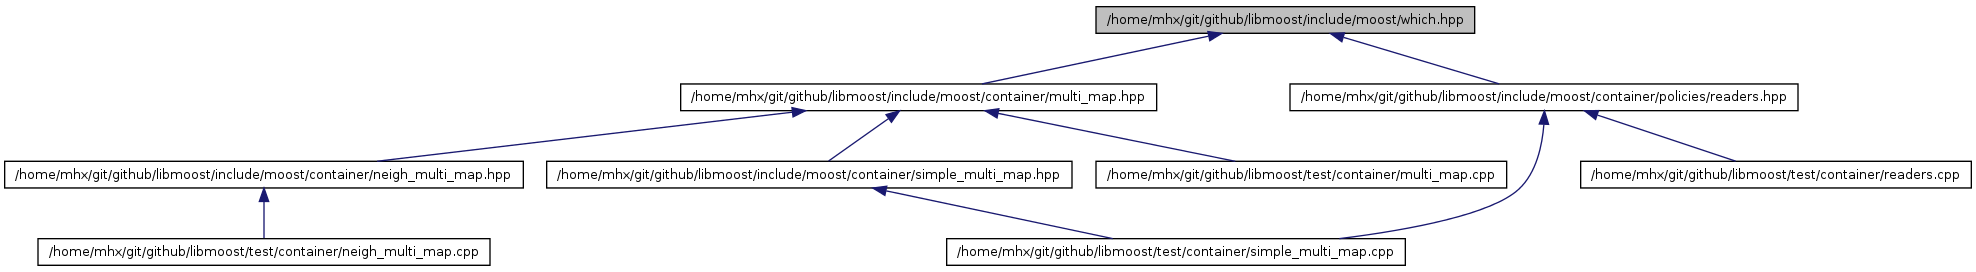 /home/mhx/git/github/libmoost/include/moost/which.hpp
/home/mhx/git/github/libmoost/include/moost/container/multi_map.hpp
/home/mhx/git/github/libmoost/include/moost/container/policies/readers.hpp
/home/mhx/git/github/libmoost/include/moost/container/neigh_multi_map.hpp
/home/mhx/git/github/libmoost/include/moost/container/simple_multi_map.hpp
/home/mhx/git/github/libmoost/test/container/multi_map.cpp
/home/mhx/git/github/libmoost/test/container/readers.cpp
/home/mhx/git/github/libmoost/test/container/neigh_multi_map.cpp
/home/mhx/git/github/libmoost/test/container/simple_multi_map.cpp